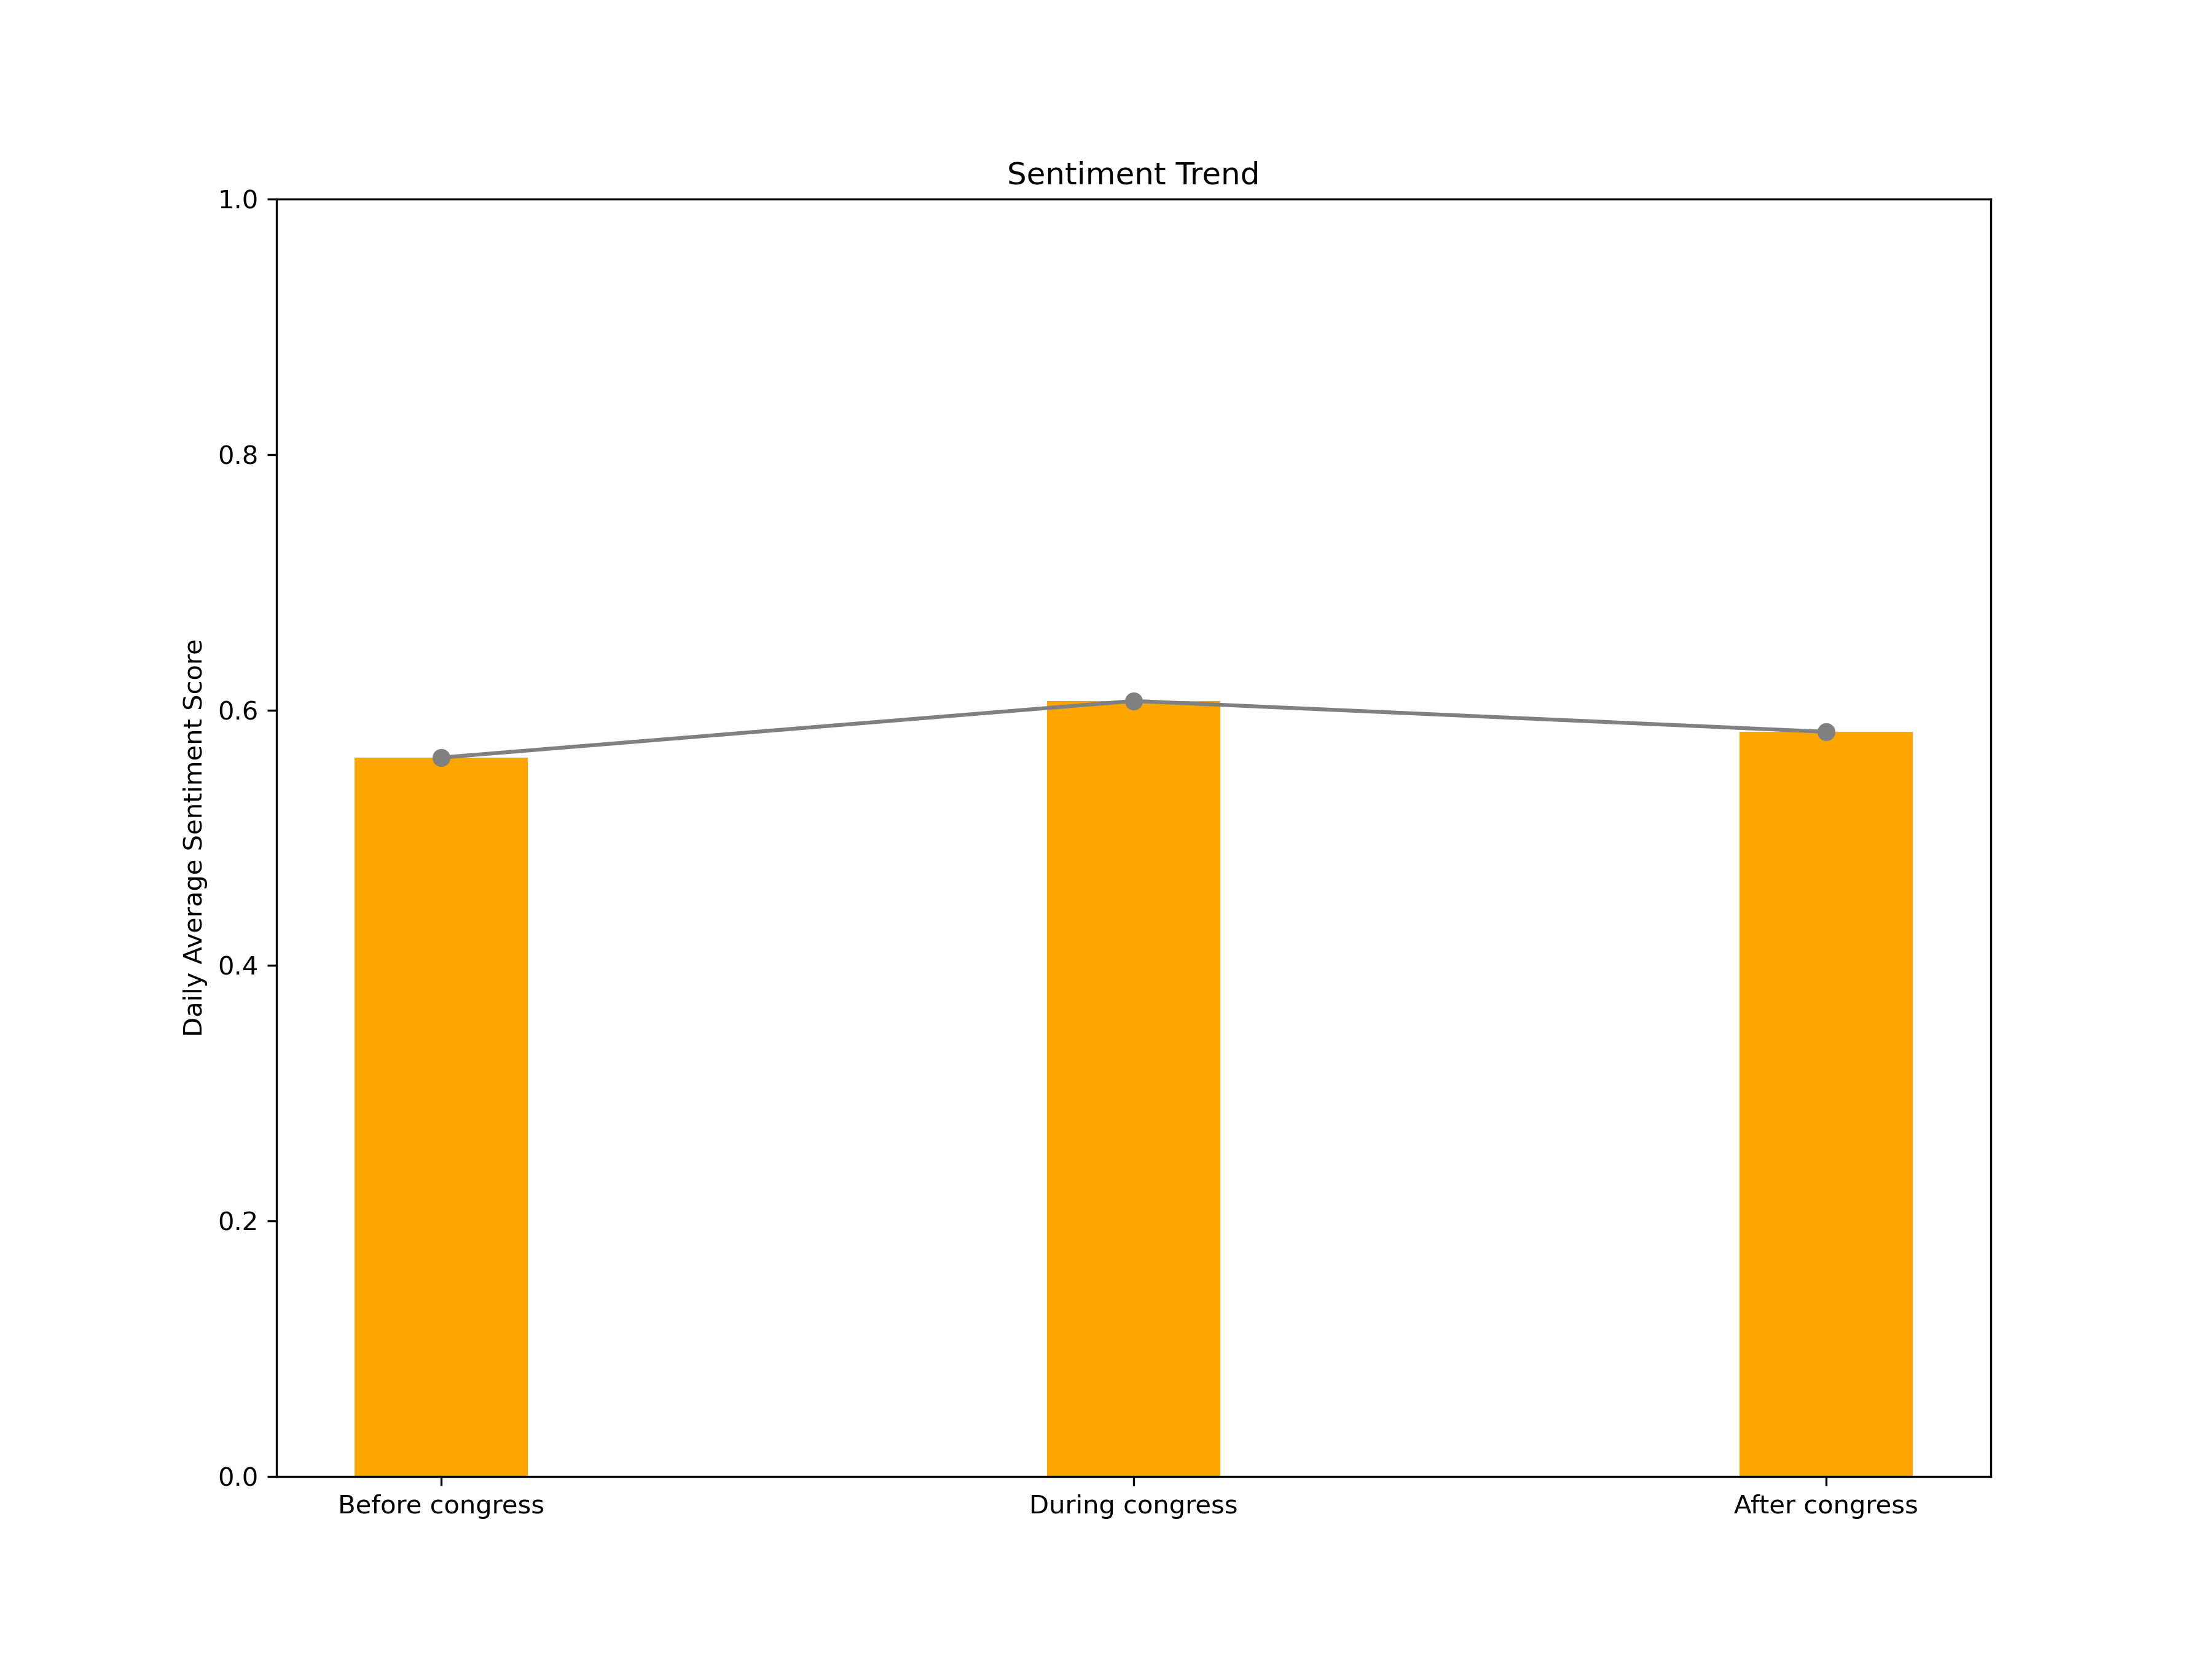 Sentiment Trend
Daily Average Sentiment Score
1.0
0.8
0.6
0.4
0.2
0.0
Before congress
During congress
After congress